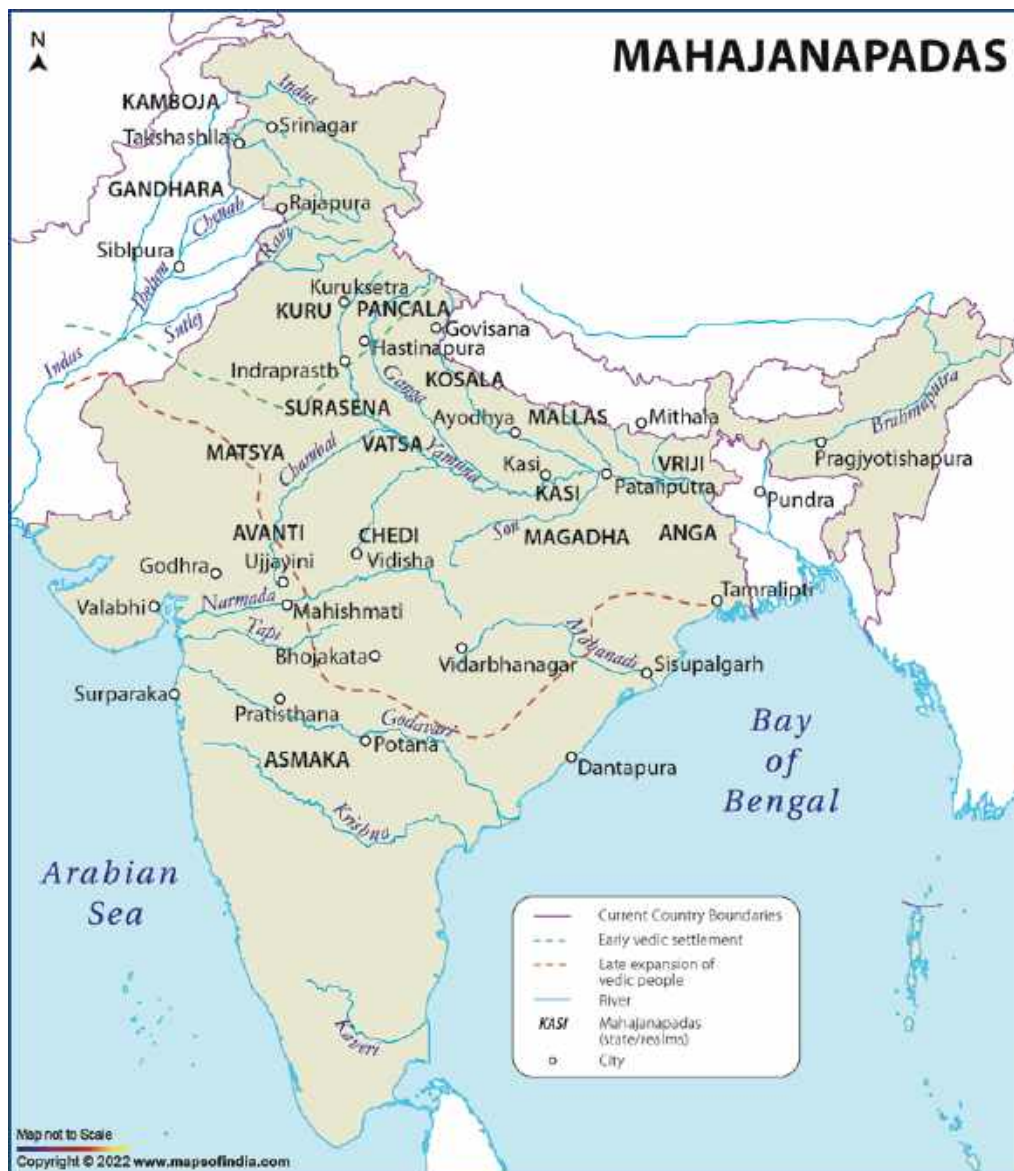 MAHAJANAPADAS
N
KAMBOJA
Indus
Srinagar
Takshashila
GANDHARA
Chenab
Rajapura
Ravi
Siblpura
Jhelum
Sutlej
Indus
Kuruksetra
KURU
PANCALA
Govisana
Hastinapura
Indraprastb
Ganga
KOSALA
SURASENA
Ayodhya
MALLAS
Mithala
Brahmaputra
MATSYA
Chambal
VATSA
Yamuna
Kasi
VRIJI
Pragjyotishapura
KASI
Pataliputra
Pundra
AVANTI
CHEDI
Son
MAGADHA
ANGA
Godhra
Ujjayini
Vidisha
Valabhi
Narmada
Mahishmati
Tamralipti
Tapi
Bhojakata
Vidarbhanagar
Mahanadi
Sisupalgarh
Surparaka
Pratisthana
Godavari
Potana
ASMAKA
Dantapura
Bay
of
Bengal
Krishna
Arabian
Sea
Kaveri
Current Country Boundaries
Early vedic settlement
Late expansion of
vedic people
River
KASI Mahajanapadas
(state/realms)
City
Map not to Scale
Copyright © 2022 www.mapsofindia.com